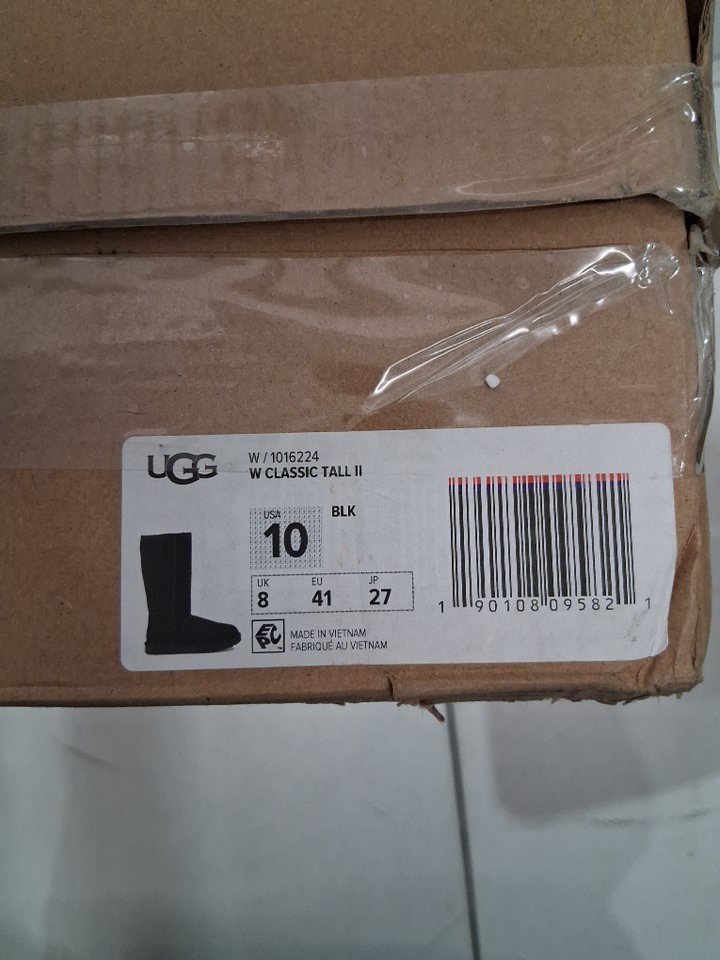 UGG
W / 1016224
W CLASSIC TALL II
USA
10
BLK
UK EU JP
8 41 27
EPC
MADE IN VIETNAM
FABRIQUÉ AU VIETNAM
1 90108 09582 1